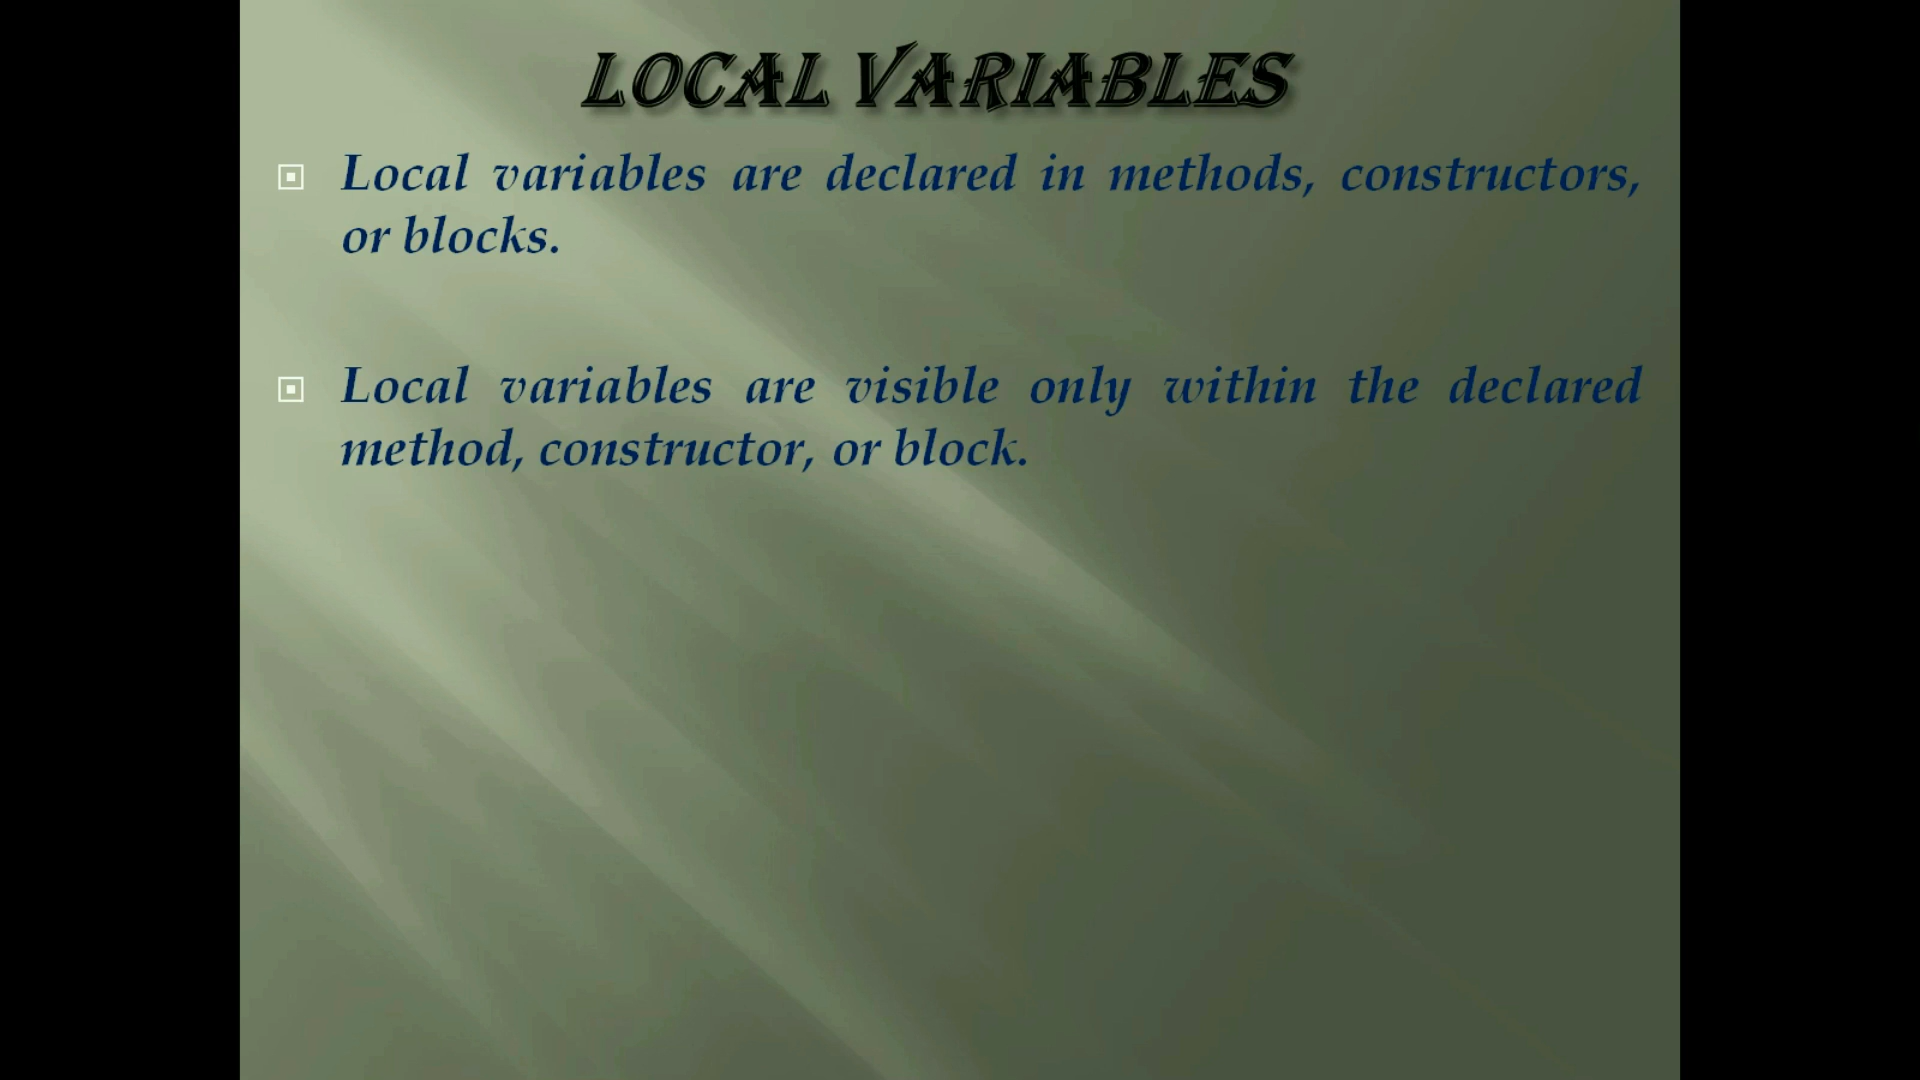 LOCAL VARIABLES
Local variables are declared in methods, constructors,
or blocks.
Local variables are visible only within the declared
method, constructor, or block.